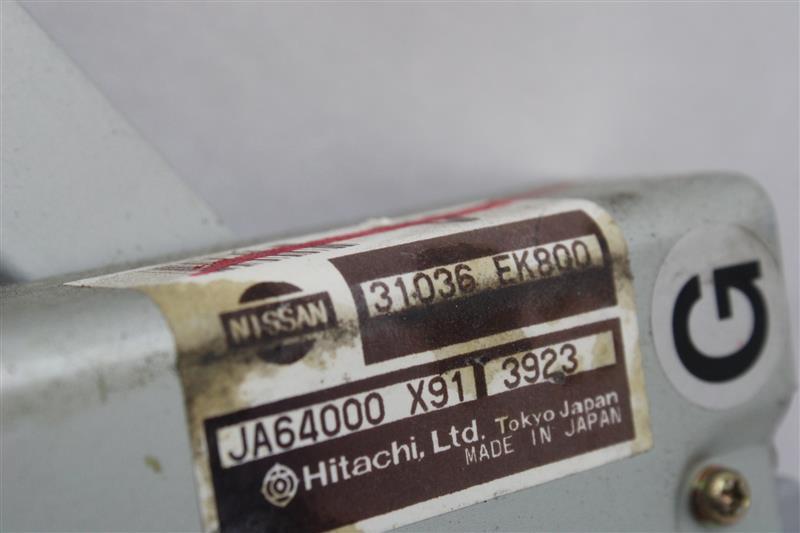 NISSAN
31036 EK800
JA64000 X91 3923
Hitachi, Ltd. Tokyo Japan
MADE IN JAPAN
G